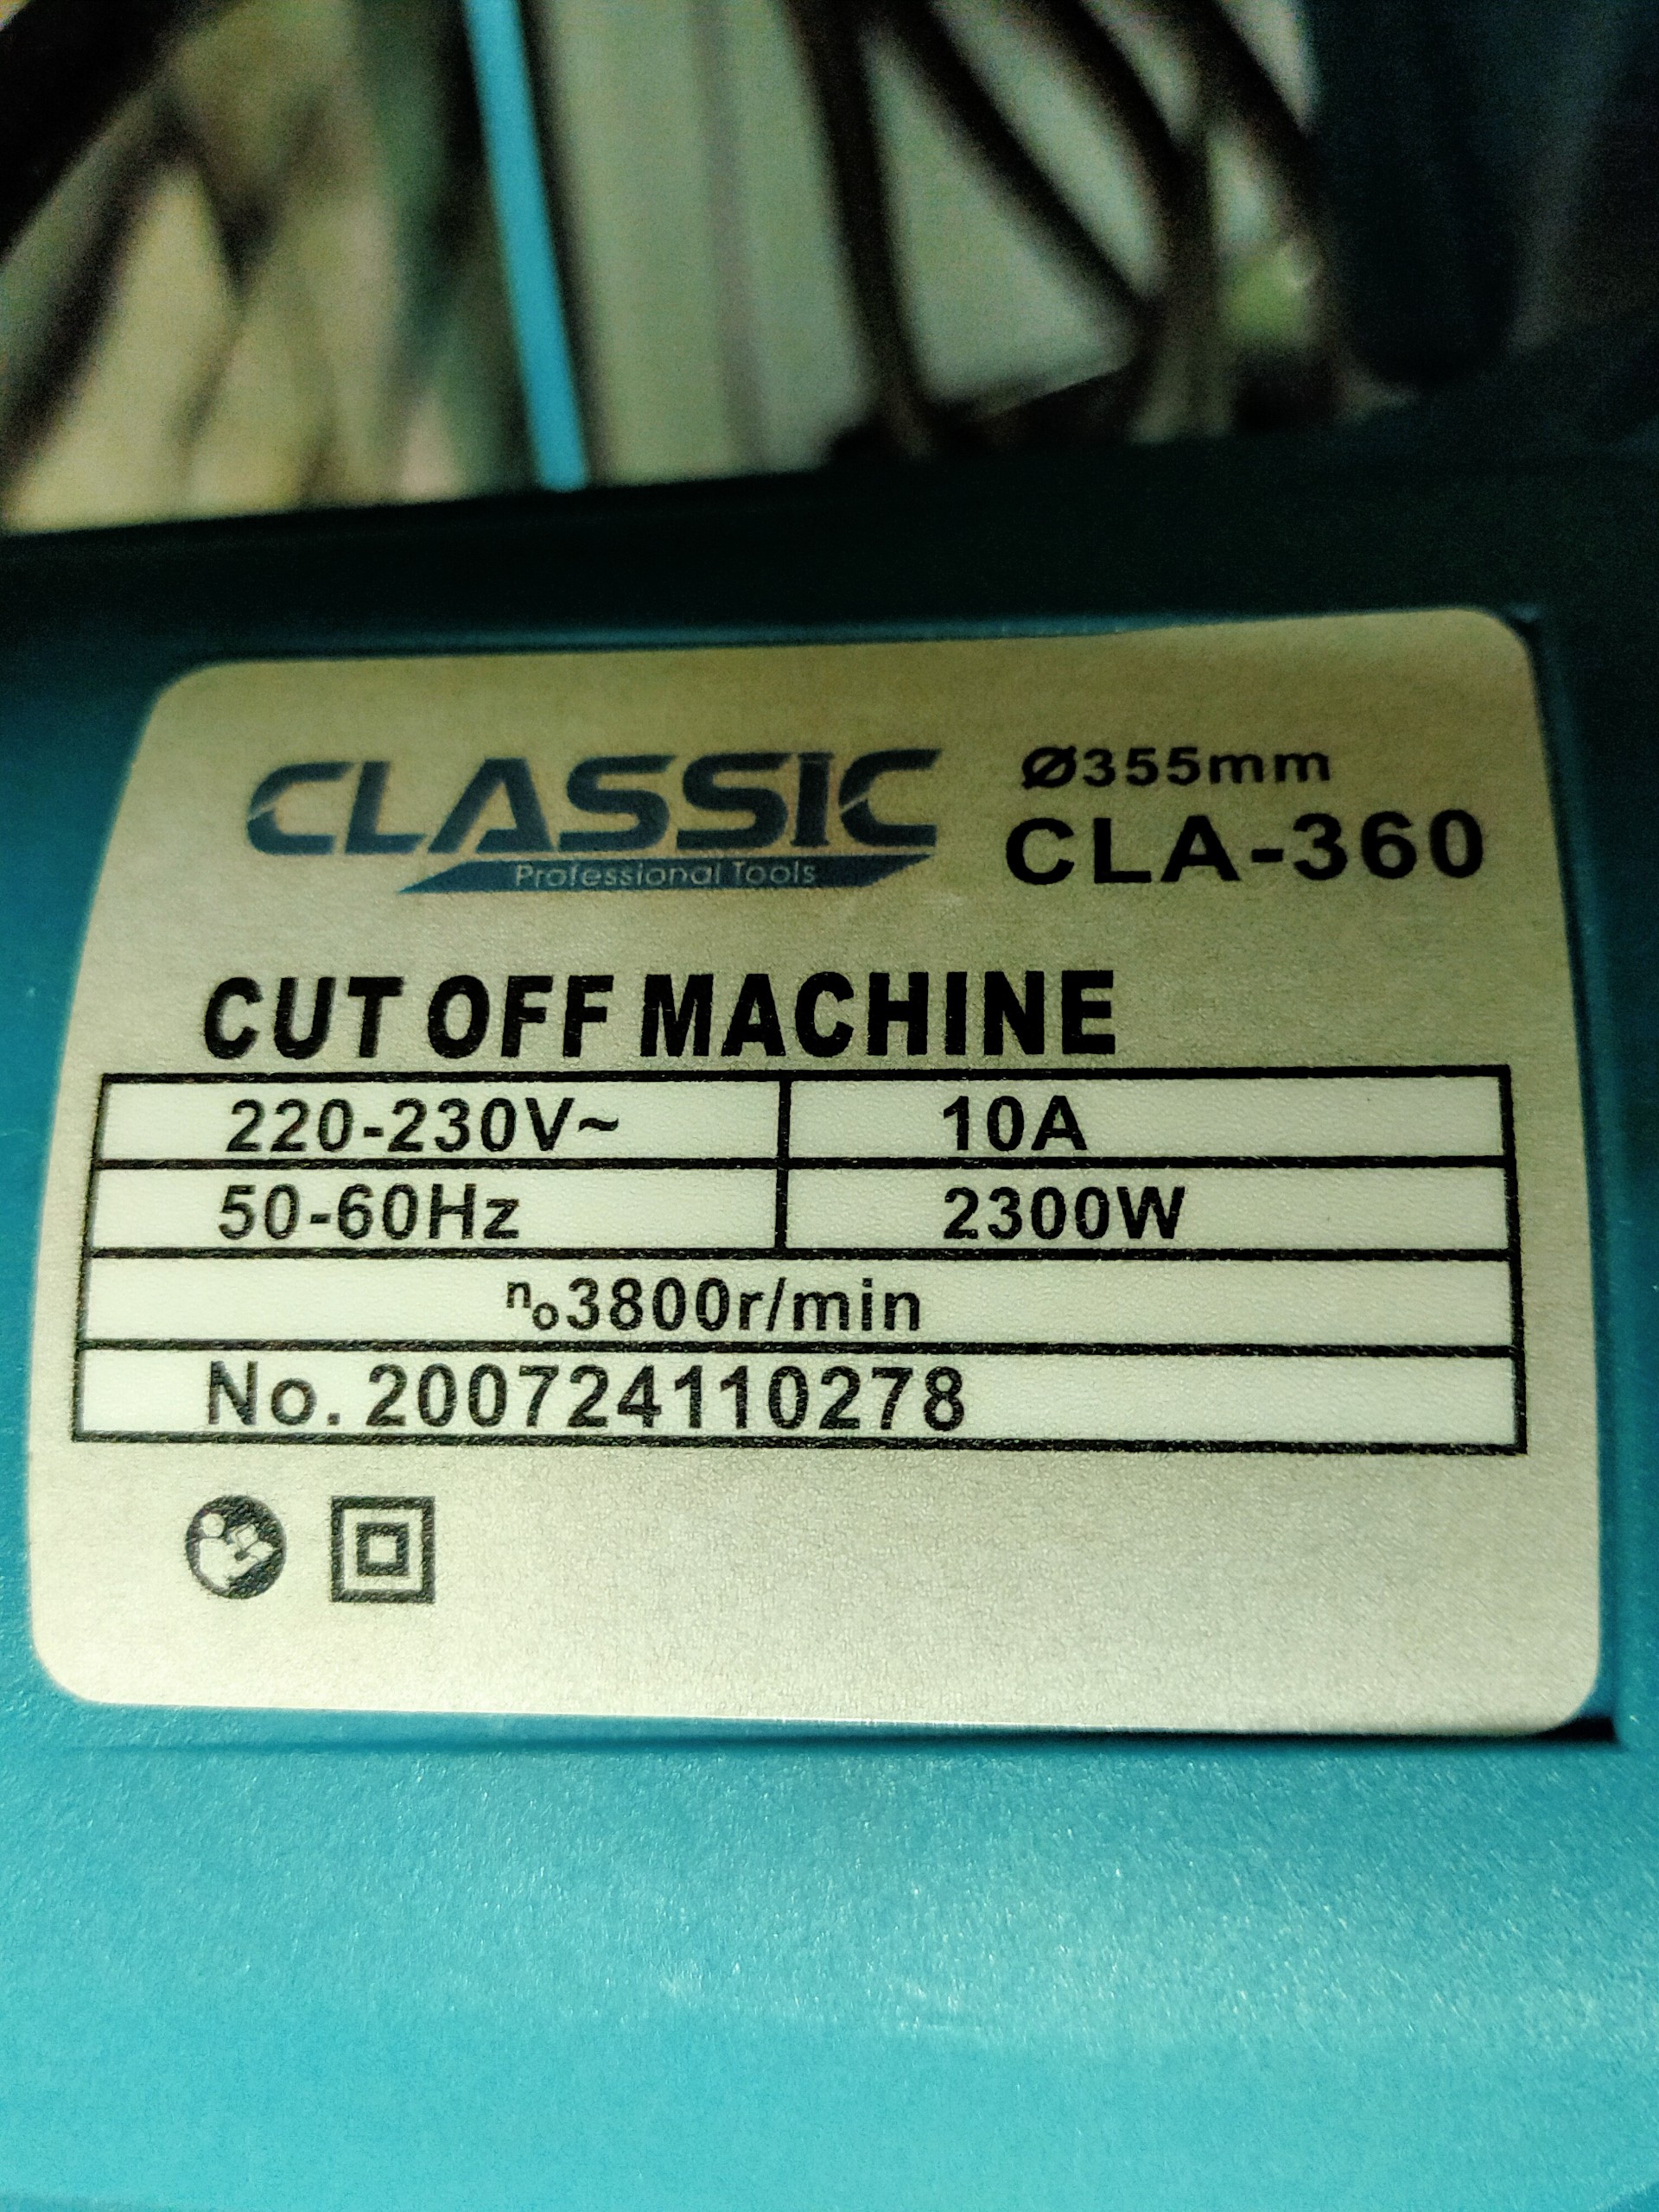 CLASSIC
Professional Tools
Ø355mm
CLA-360
CUT OFF MACHINE
220-230V~ 10A
50-60Hz 2300W
n₀3800r/min
No. 200724110278